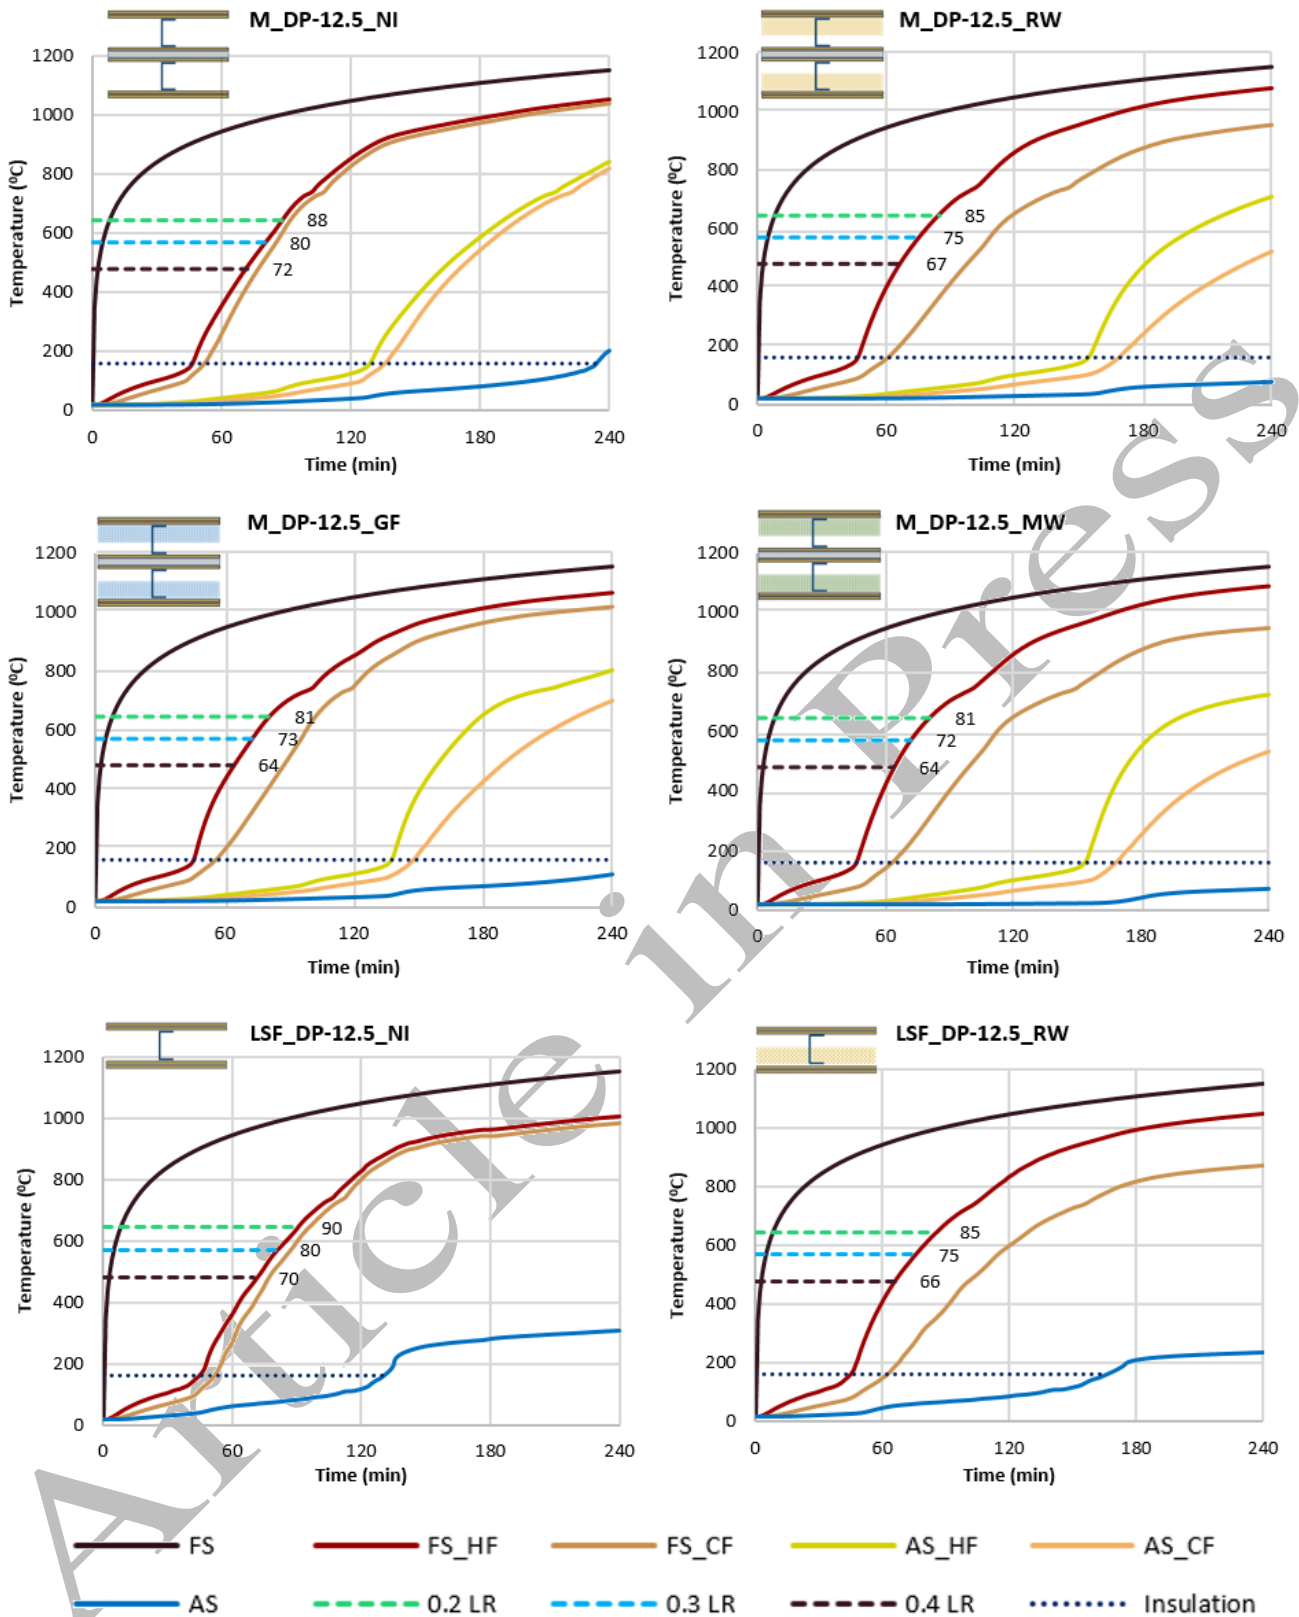 M_DP-12.5_NI
M_DP-12.5_RW
Temperature (⁰C)
1200
1000
800
600
400
200
0
88
80
72
0 60 120 180 240
Time (min)
Temperature (⁰C)
1200
1000
800
600
400
200
0
85
75
67
0 60 120 180 240
Time (min)
M_DP-12.5_GF
M_DP-12.5_MW
Temperature (⁰C)
1200
1000
800
600
400
200
0
81
73
64
0 60 120 180 240
Time (min)
Temperature (⁰C)
1200
1000
800
600
400
200
0
81
72
64
0 60 120 180 240
Time (min)
LSF_DP-12.5_NI
LSF_DP-12.5_RW
Temperature (⁰C)
1200
1000
800
600
400
200
0
90
80
70
0 60 120 180 240
Time (min)
Temperature (⁰C)
1200
1000
800
600
400
200
0
85
75
66
0 60 120 180 240
Time (min)
FS FS_HF FS_CF AS_HF AS_CF
AS 0.2 LR 0.3 LR 0.4 LR Insulation
Article in Press